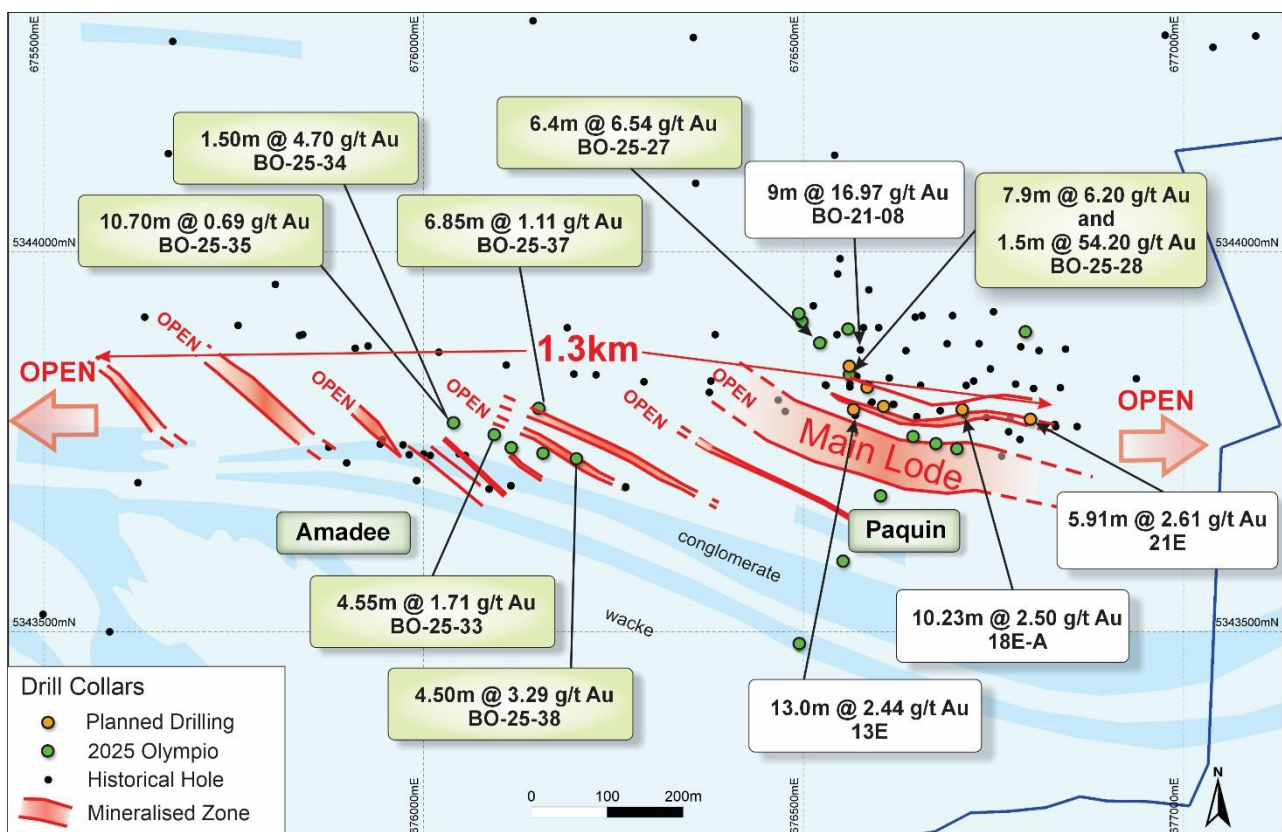 675500mE
676000mE
676500mE
677000mE
1.50m @ 4.70 g/t Au
BO-25-34
6.4m @ 6.54 g/t Au
BO-25-27
9m @ 16.97 g/t Au
BO-21-08
7.9m @ 6.20 g/t Au
and
1.5m @ 54.20 g/t Au
BO-25-28
10.70m @ 0.69 g/t Au
BO-25-35
6.85m @ 1.11 g/t Au
BO-25-37
5344000mN
5344000mN
OPEN
OPEN
OPEN
OPEN
OPEN
OPEN
1.3km
OPEN
OPEN
Main Lode
Amadee
Paquin
conglomerate
wacke
5.91m @ 2.61 g/t Au
21E
4.55m @ 1.71 g/t Au
BO-25-33
10.23m @ 2.50 g/t Au
18E-A
5343500mN
5343500mN
4.50m @ 3.29 g/t Au
BO-25-38
13.0m @ 2.44 g/t Au
13E
Drill Collars
Planned Drilling
2025 Olympio
Historical Hole
Mineralised Zone
0 100 200m
676000mE
676500mE
677000mE
N